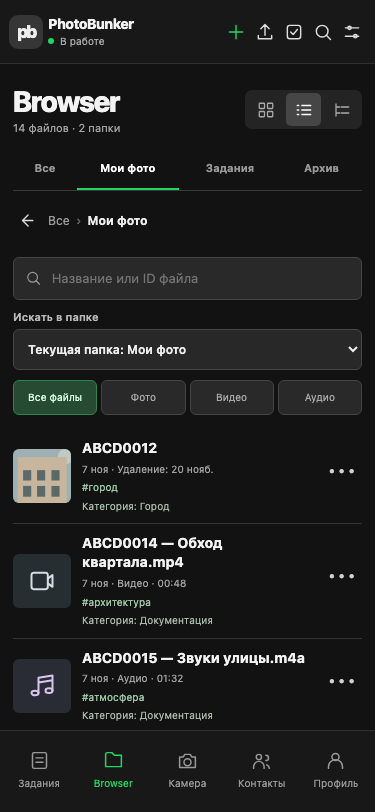 pb
PhotoBunker
В работе
Browser
14 файлов · 2 папки
Все
Мои фото
Задания
Архив
Все › Мои фото
Название или ID файла
Искать в папке
Текущая папка: Мои фото
Все файлы
Фото
Видео
Аудио
ABCD0012
7 ноя · Удаление: 20 нояб.
#город
Категория: Город
ABCD0014 — Обход
квартала.mp4
7 ноя · Видео · 00:48
#архитектура
Категория: Документация
ABCD0015 — Звуки улицы.m4a
7 ноя · Аудио · 01:32
#атмосфера
Категория: Документация
Задания
Browser
Камера
Контакты
Профиль